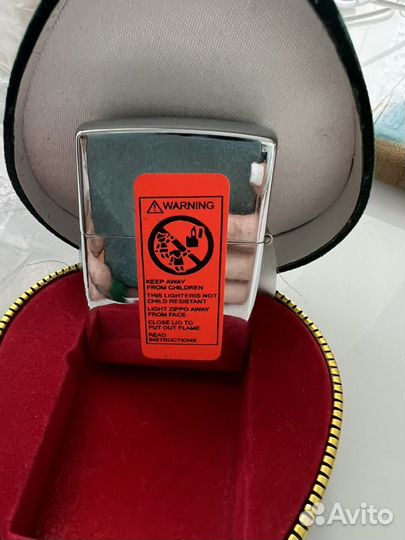 WARNING
KEEP AWAY
FROM CHILDREN
THIS LIGHTER IS NOT
CHILD RESISTANT
LIGHT ZIPPO AWAY
FROM FACE
CLOSE LID TO
PUT OUT FLAME
READ
INSTRUCTIONS
Avito